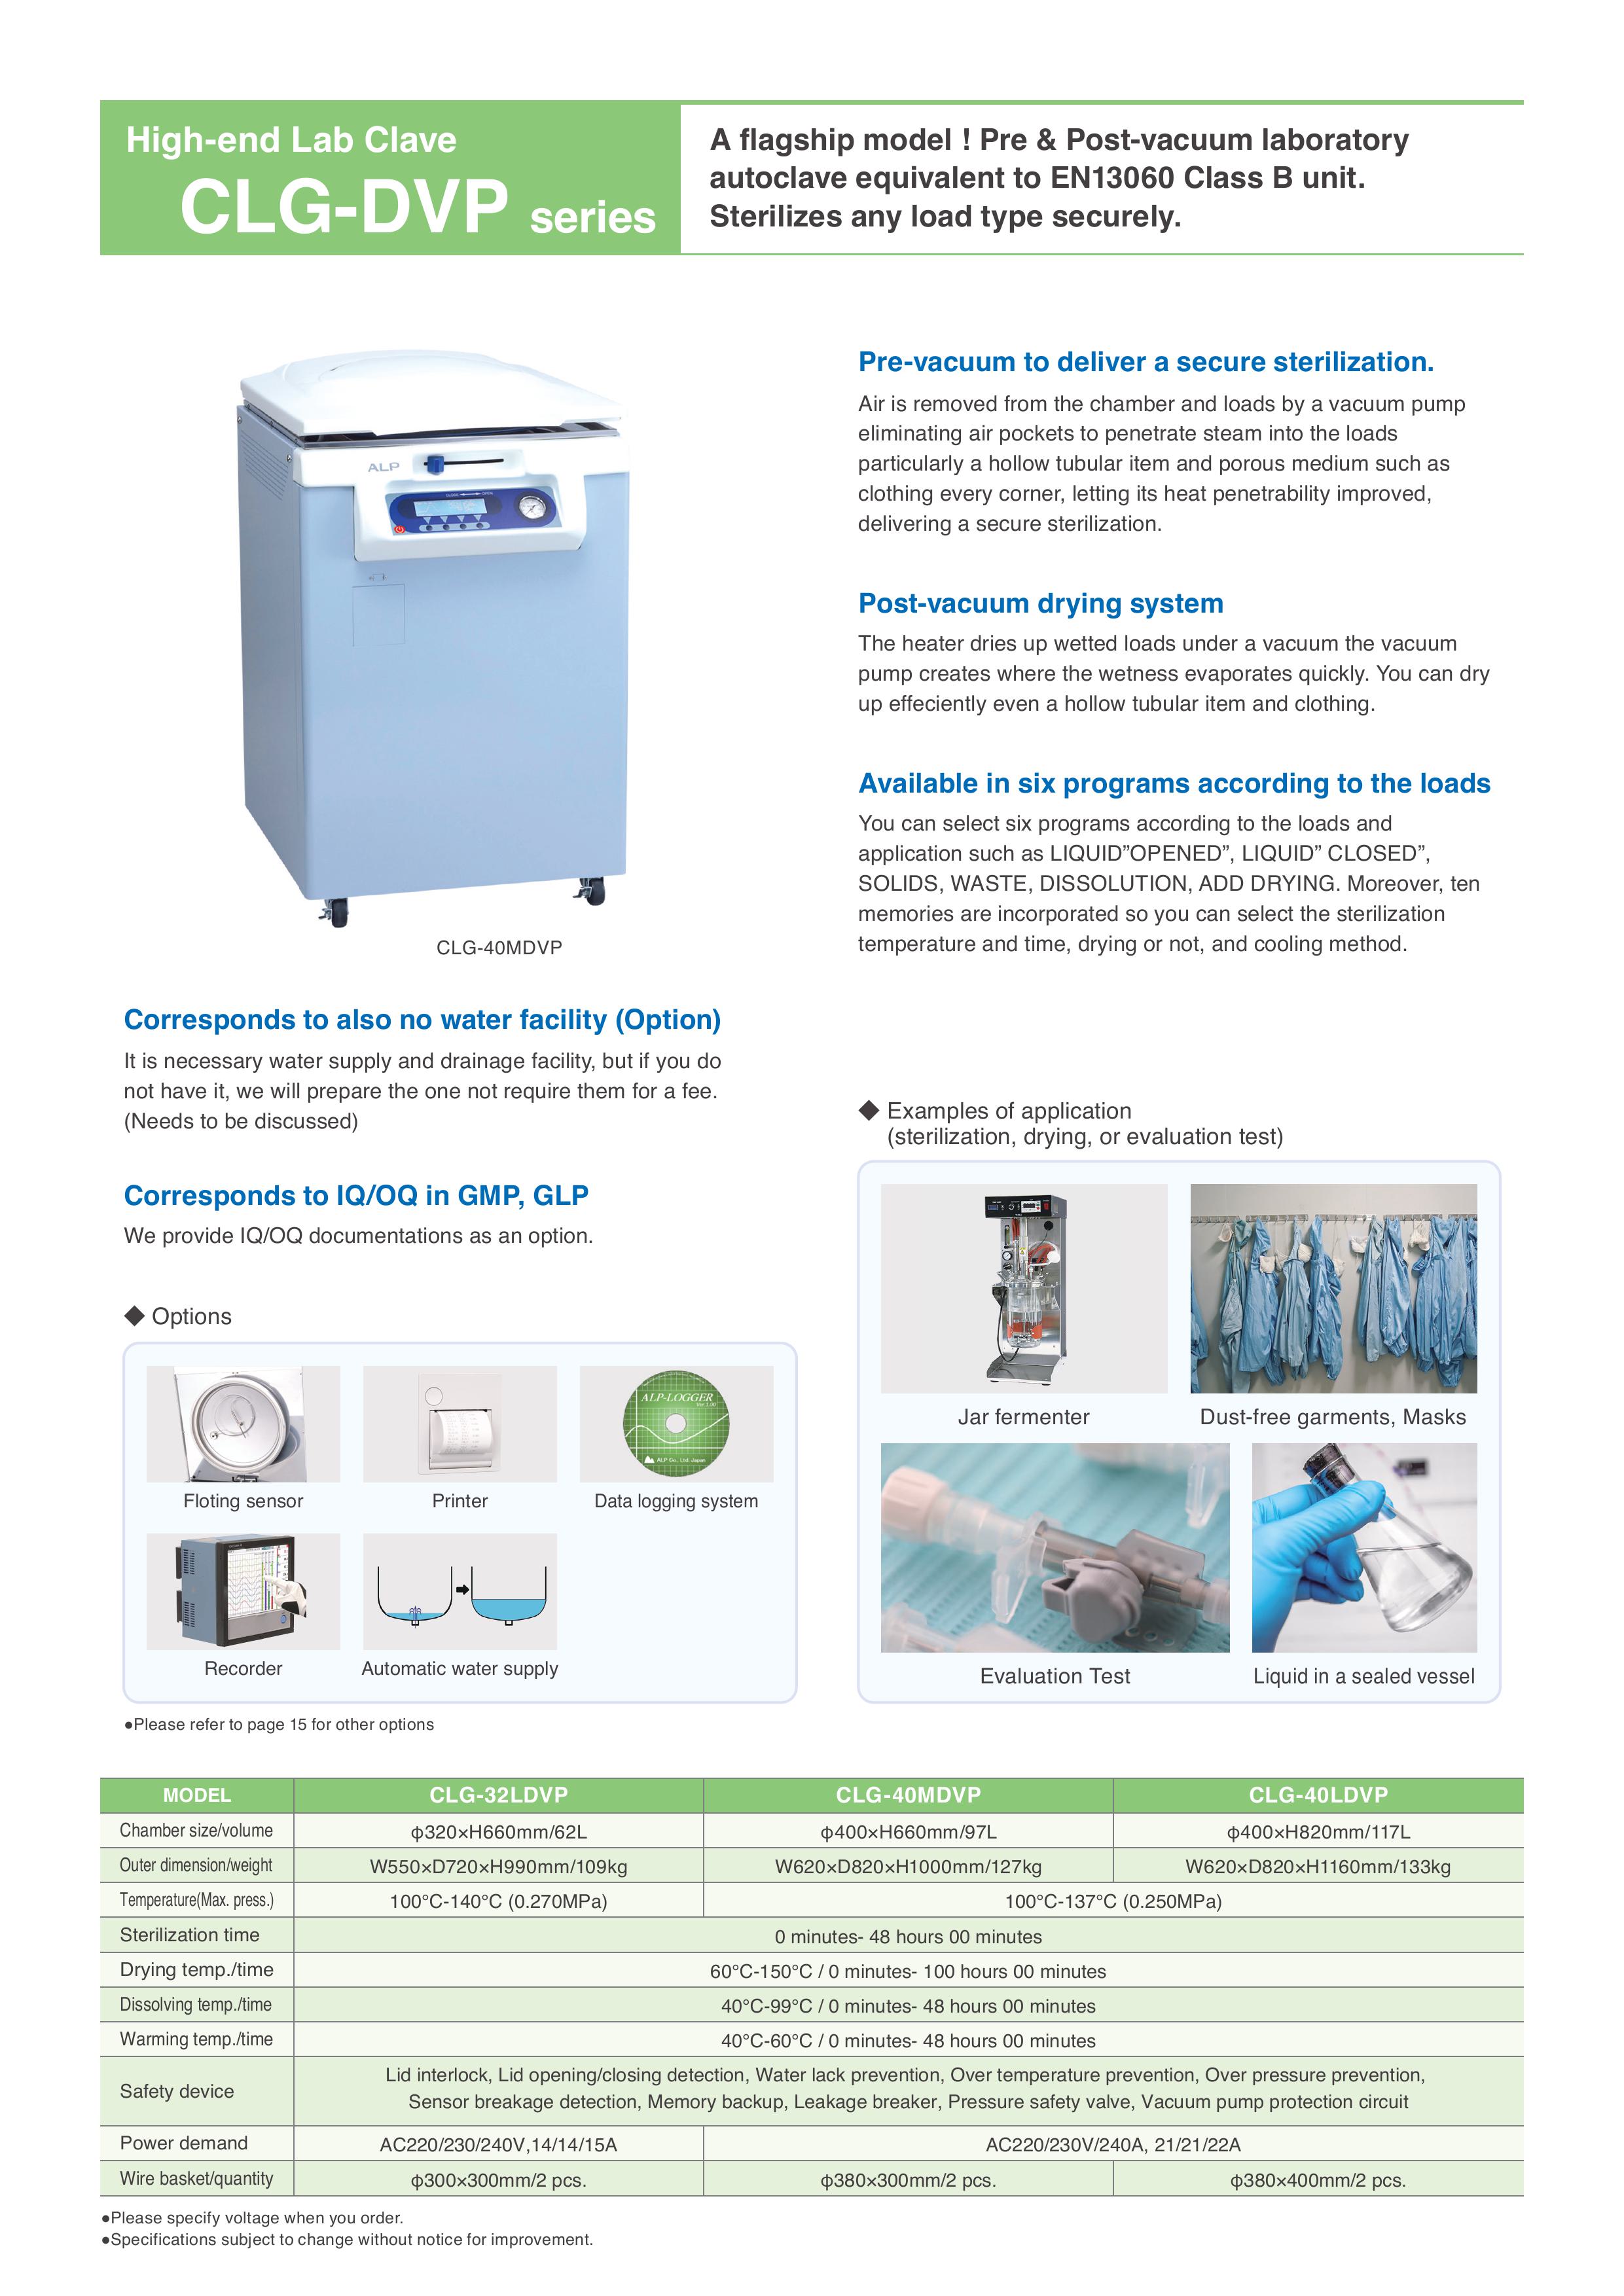 High-end Lab Clave
CLG-DVP series
A flagship model ! Pre & Post-vacuum laboratory
autoclave equivalent to EN13060 Class B unit.
Sterilizes any load type securely.
ALP
CLG-40MDVP
Pre-vacuum to deliver a secure sterilization.
Air is removed from the chamber and loads by a vacuum pump
eliminating air pockets to penetrate steam into the loads
particularly a hollow tubular item and porous medium such as
clothing every corner, letting its heat penetrability improved,
delivering a secure sterilization.
Post-vacuum drying system
The heater dries up wetted loads under a vacuum the vacuum
pump creates where the wetness evaporates quickly. You can dry
up effeciently even a hollow tubular item and clothing.
Available in six programs according to the loads
You can select six programs according to the loads and
application such as LIQUID”OPENED”, LIQUID” CLOSED”,
SOLIDS, WASTE, DISSOLUTION, ADD DRYING. Moreover, ten
memories are incorporated so you can select the sterilization
temperature and time, drying or not, and cooling method.
Corresponds to also no water facility (Option)
It is necessary water supply and drainage facility, but if you do
not have it, we will prepare the one not require them for a fee.
(Needs to be discussed)
Corresponds to IQ/OQ in GMP, GLP
We provide IQ/OQ documentations as an option.
◆ Options
ALP-LOGGER
Ver 1.00
ALP Co., Ltd. Japan
Floting sensor
Printer
Data logging system
Recorder
Automatic water supply
●Please refer to page 15 for other options
◆ Examples of application
(sterilization, drying, or evaluation test)
Jar fermenter
Dust-free garments, Masks
Evaluation Test
Liquid in a sealed vessel
MODEL CLG-32LDVP CLG-40MDVP CLG-40LDVP
Chamber size/volume φ320×H660mm/62L φ400×H660mm/97L φ400×H820mm/117L
Outer dimension/weight W550×D720×H990mm/109kg W620×D820×H1000mm/127kg W620×D820×H1160mm/133kg
Temperature(Max. press.) 100°C-140°C (0.270MPa) 100°C-137°C (0.250MPa)
Sterilization time 0 minutes- 48 hours 00 minutes
Drying temp./time 60°C-150°C / 0 minutes- 100 hours 00 minutes
Dissolving temp./time 40°C-99°C / 0 minutes- 48 hours 00 minutes
Warming temp./time 40°C-60°C / 0 minutes- 48 hours 00 minutes
Safety device Lid interlock, Lid opening/closing detection, Water lack prevention, Over temperature prevention, Over pressure prevention,
Sensor breakage detection, Memory backup, Leakage breaker, Pressure safety valve, Vacuum pump protection circuit
Power demand AC220/230/240V,14/14/15A AC220/230V/240A, 21/21/22A
Wire basket/quantity φ300×300mm/2 pcs. φ380×300mm/2 pcs. φ380×400mm/2 pcs.
●Please specify voltage when you order.
●Specifications subject to change without notice for improvement.